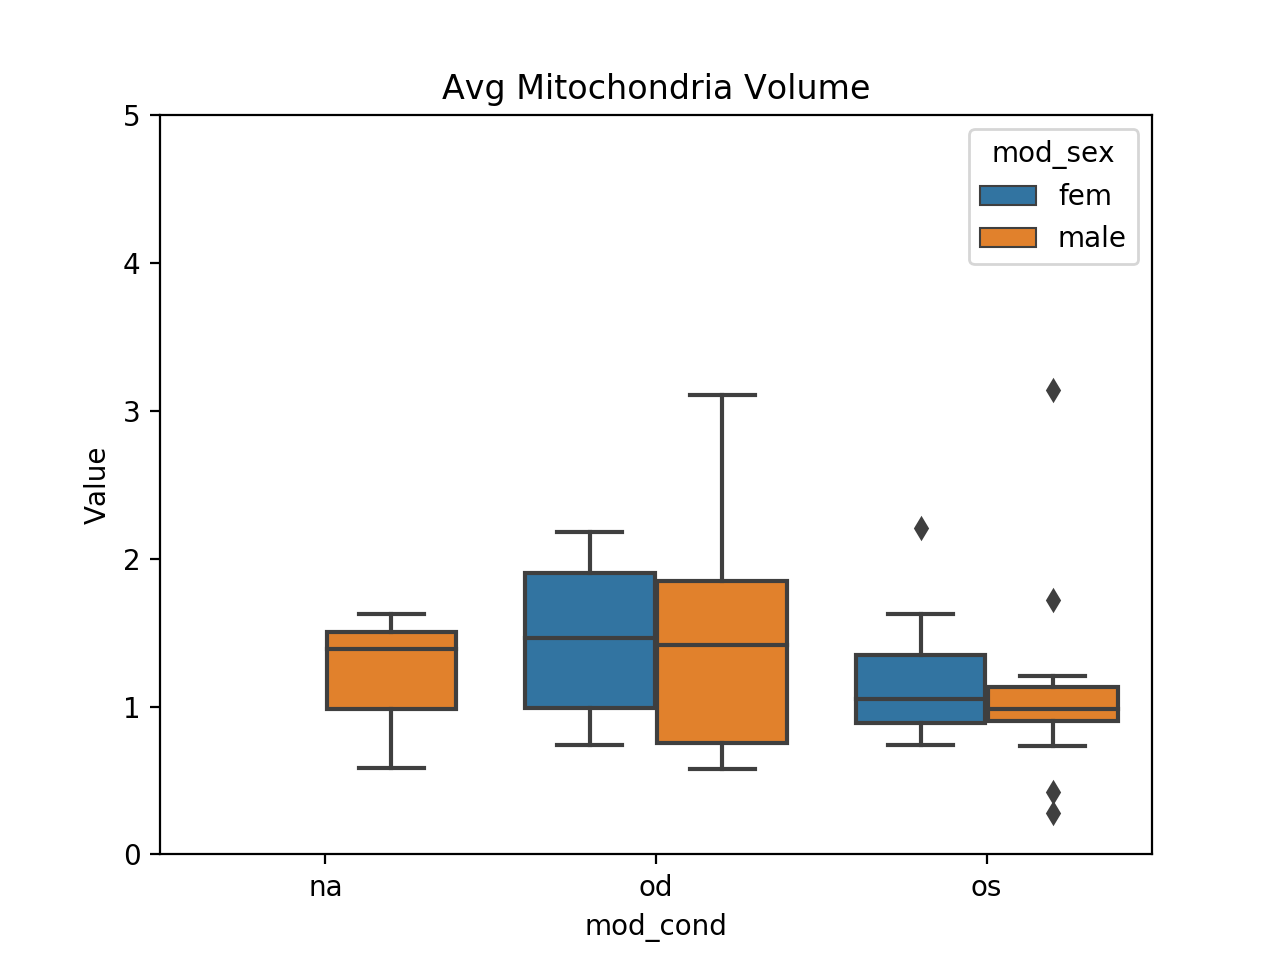 Avg Mitochondria Volume
mod_sex
fem
male
Value
5
4
3
2
1
0
na od os
mod_cond